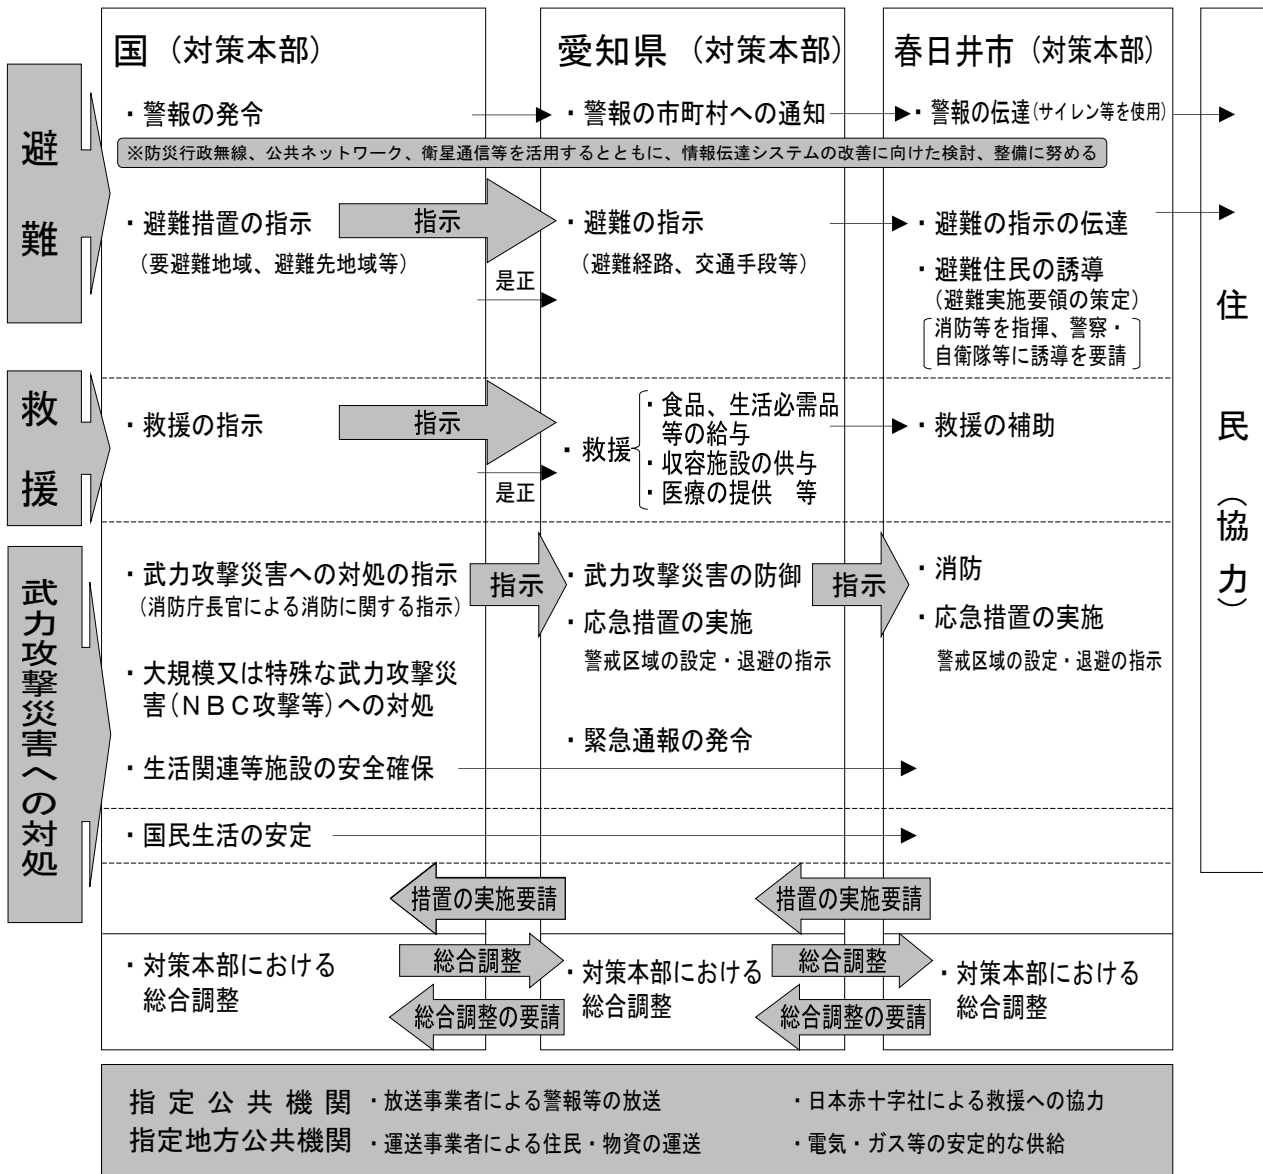 国（対策本部）
愛知県（対策本部）
春日井市（対策本部）
避難
・警報の発令
・警報の市町村への通知
・警報の伝達(サイレン等を使用)
※防災行政無線、公共ネットワーク、衛星通信等を活用するとともに、情報伝達システムの改善に向けた検討、整備に努める
・避難措置の指示
（要避難地域、避難先地域等）
指示
是正
・避難の指示
（避難経路、交通手段等）
・避難の指示の伝達
・避難住民の誘導
（避難実施要領の策定）
消防等を指揮、警察・
自衛隊等に誘導を要請
救援
・救援の指示
指示
是正
・救援
・食品、生活必需品
等の給与
・収容施設の供与
・医療の提供　等
・救援の補助
武力攻撃災害への対処
・武力攻撃災害への対処の指示
（消防庁長官による消防に関する指示）
指示
・武力攻撃災害の防御
指示
・消防
・応急措置の実施
警戒区域の設定・退避の指示
・応急措置の実施
警戒区域の設定・退避の指示
・大規模又は特殊な武力攻撃災
害（ＮＢＣ攻撃等）への対処
・緊急通報の発令
・生活関連等施設の安全確保
・国民生活の安定
措置の実施要請
措置の実施要請
・対策本部における
総合調整
総合調整
総合調整の要請
・対策本部における
総合調整
総合調整
総合調整の要請
・対策本部における
総合調整
住民（協力）
指定公共機関
指定地方公共機関
・放送事業者による警報等の放送
・日本赤十字社による救援への協力
・運送事業者による住民・物資の運送
・電気・ガス等の安定的な供給